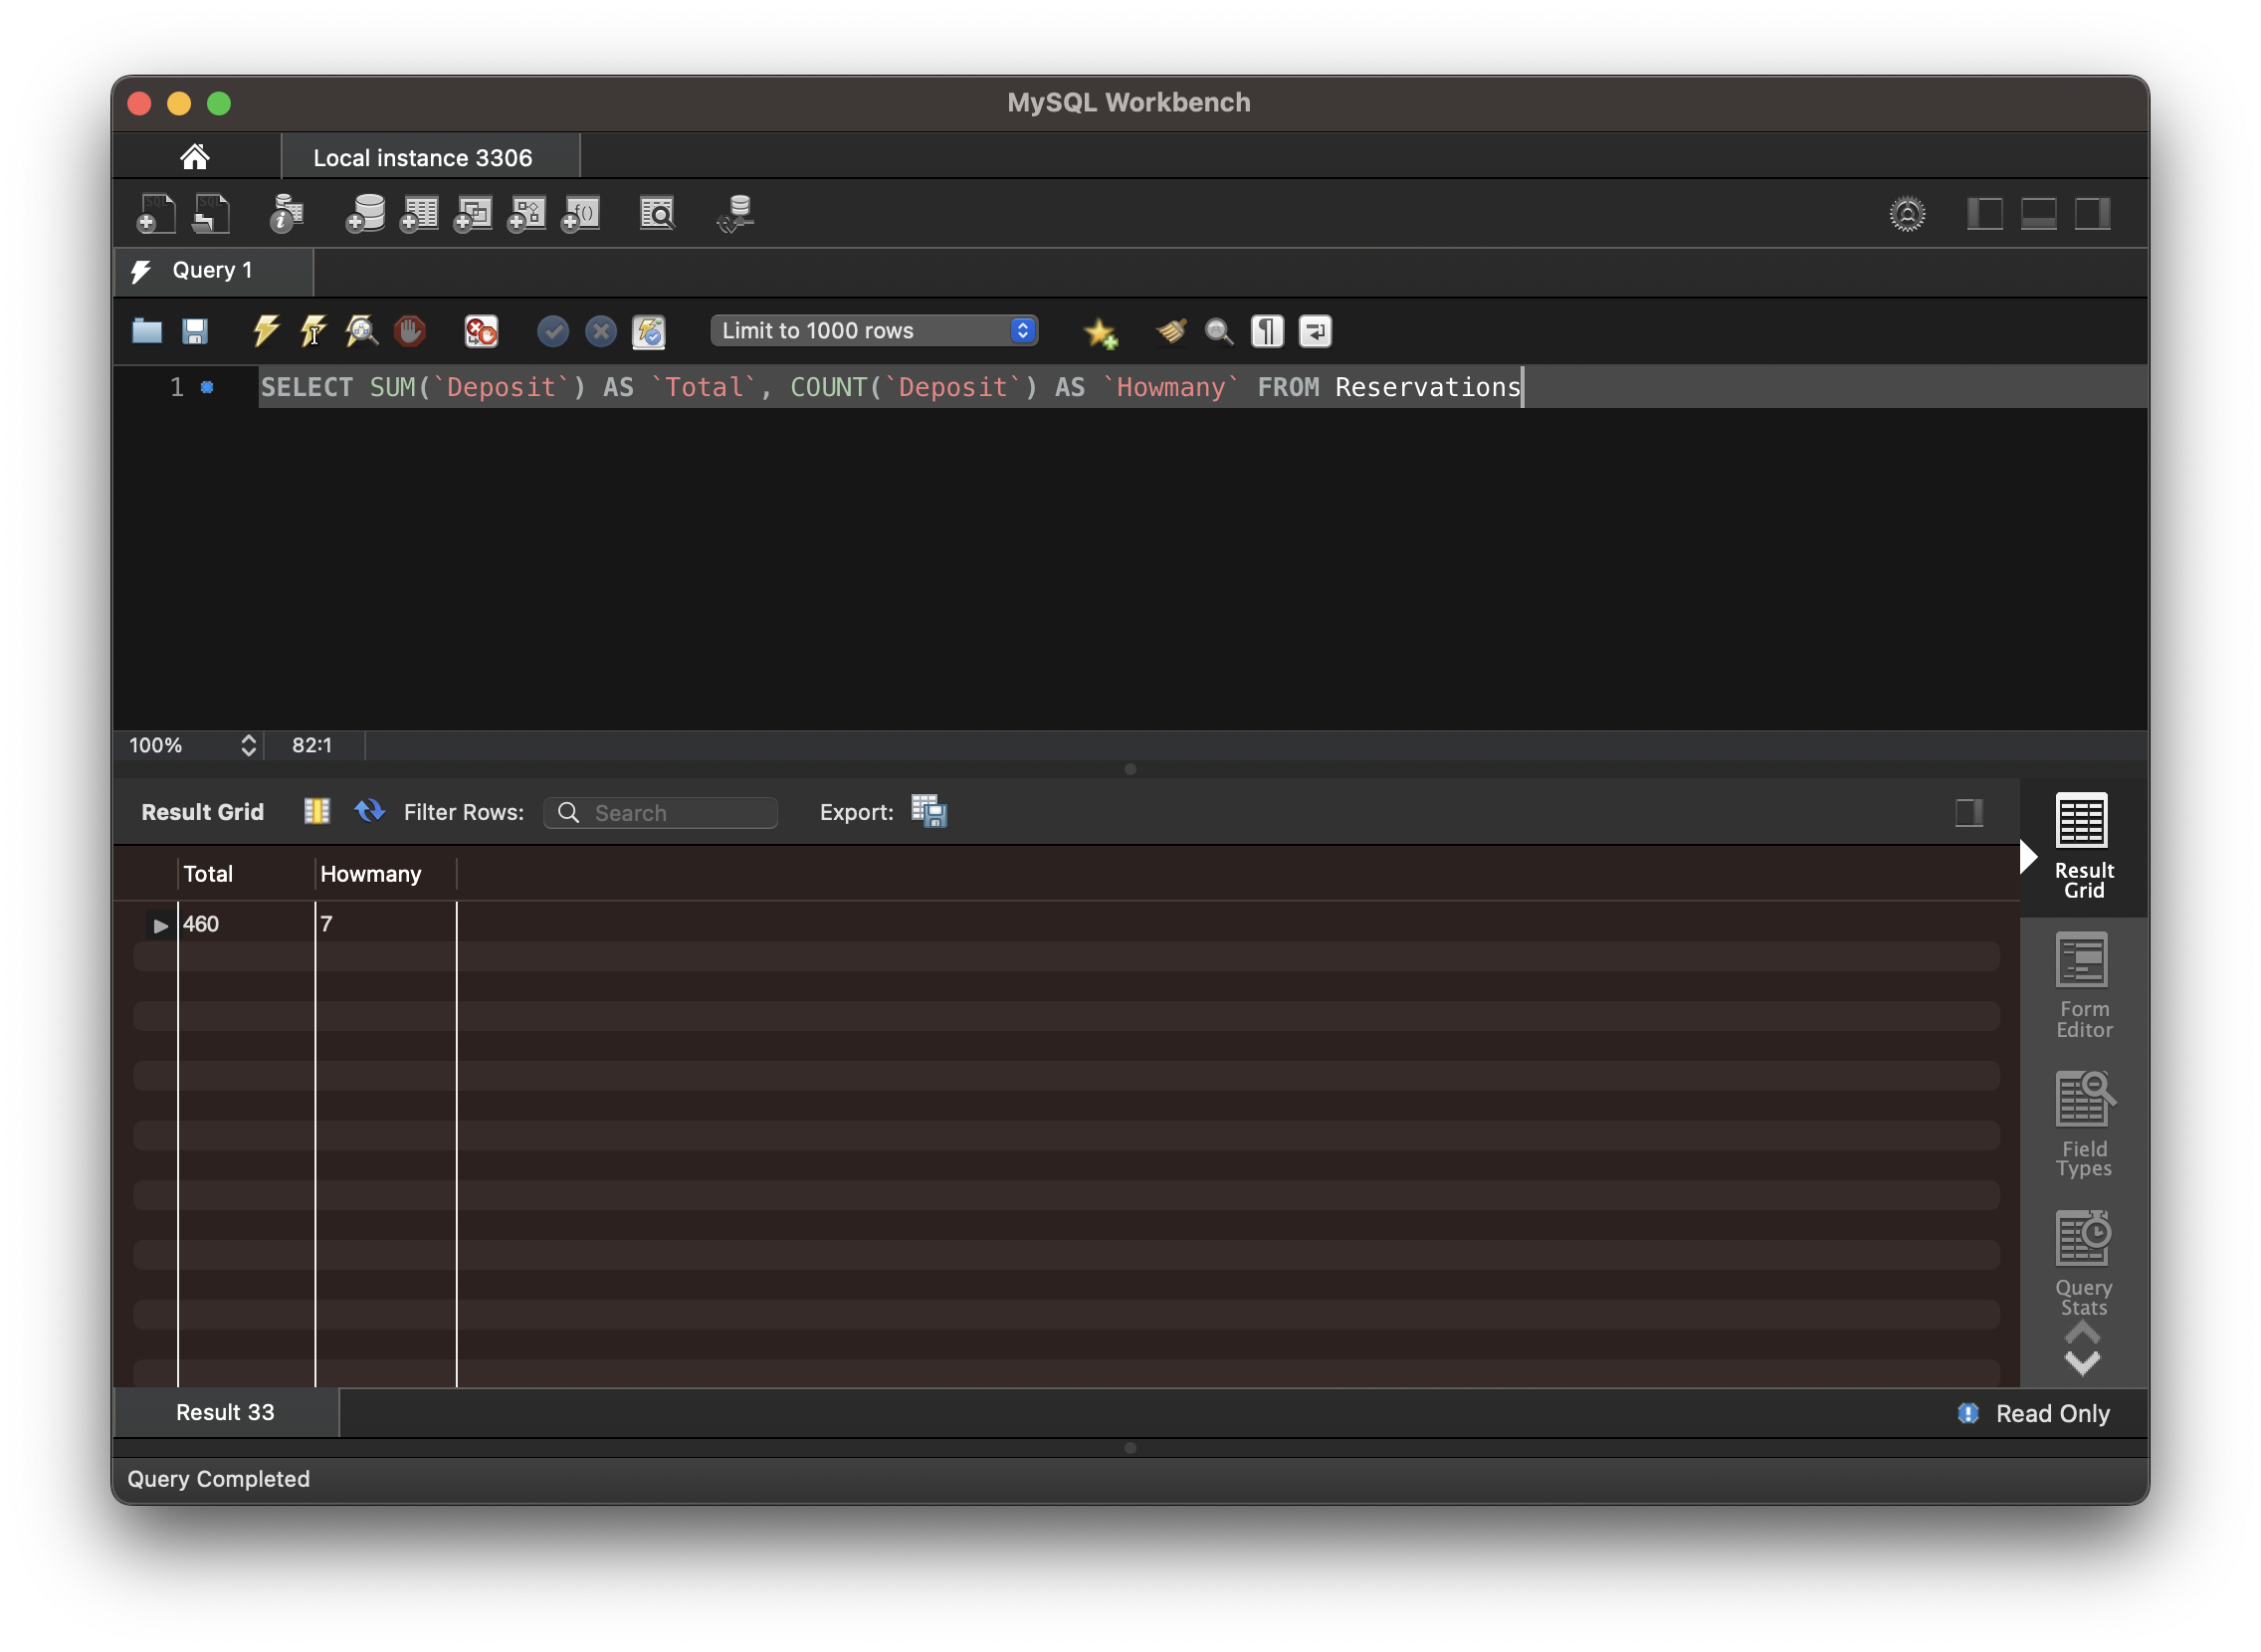 MySQL Workbench
Local instance 3306
Query 1
Limit to 1000 rows
1 SELECT SUM(`Deposit`) AS `Total`, COUNT(`Deposit`) AS `Howmany` FROM Reservations
100% 82:1
Result Grid Filter Rows: Search Export:
Total Howmany
460 7
Result
Grid
Form
Editor
Field
Types
Query
Stats
Result 33
Read Only
Query Completed